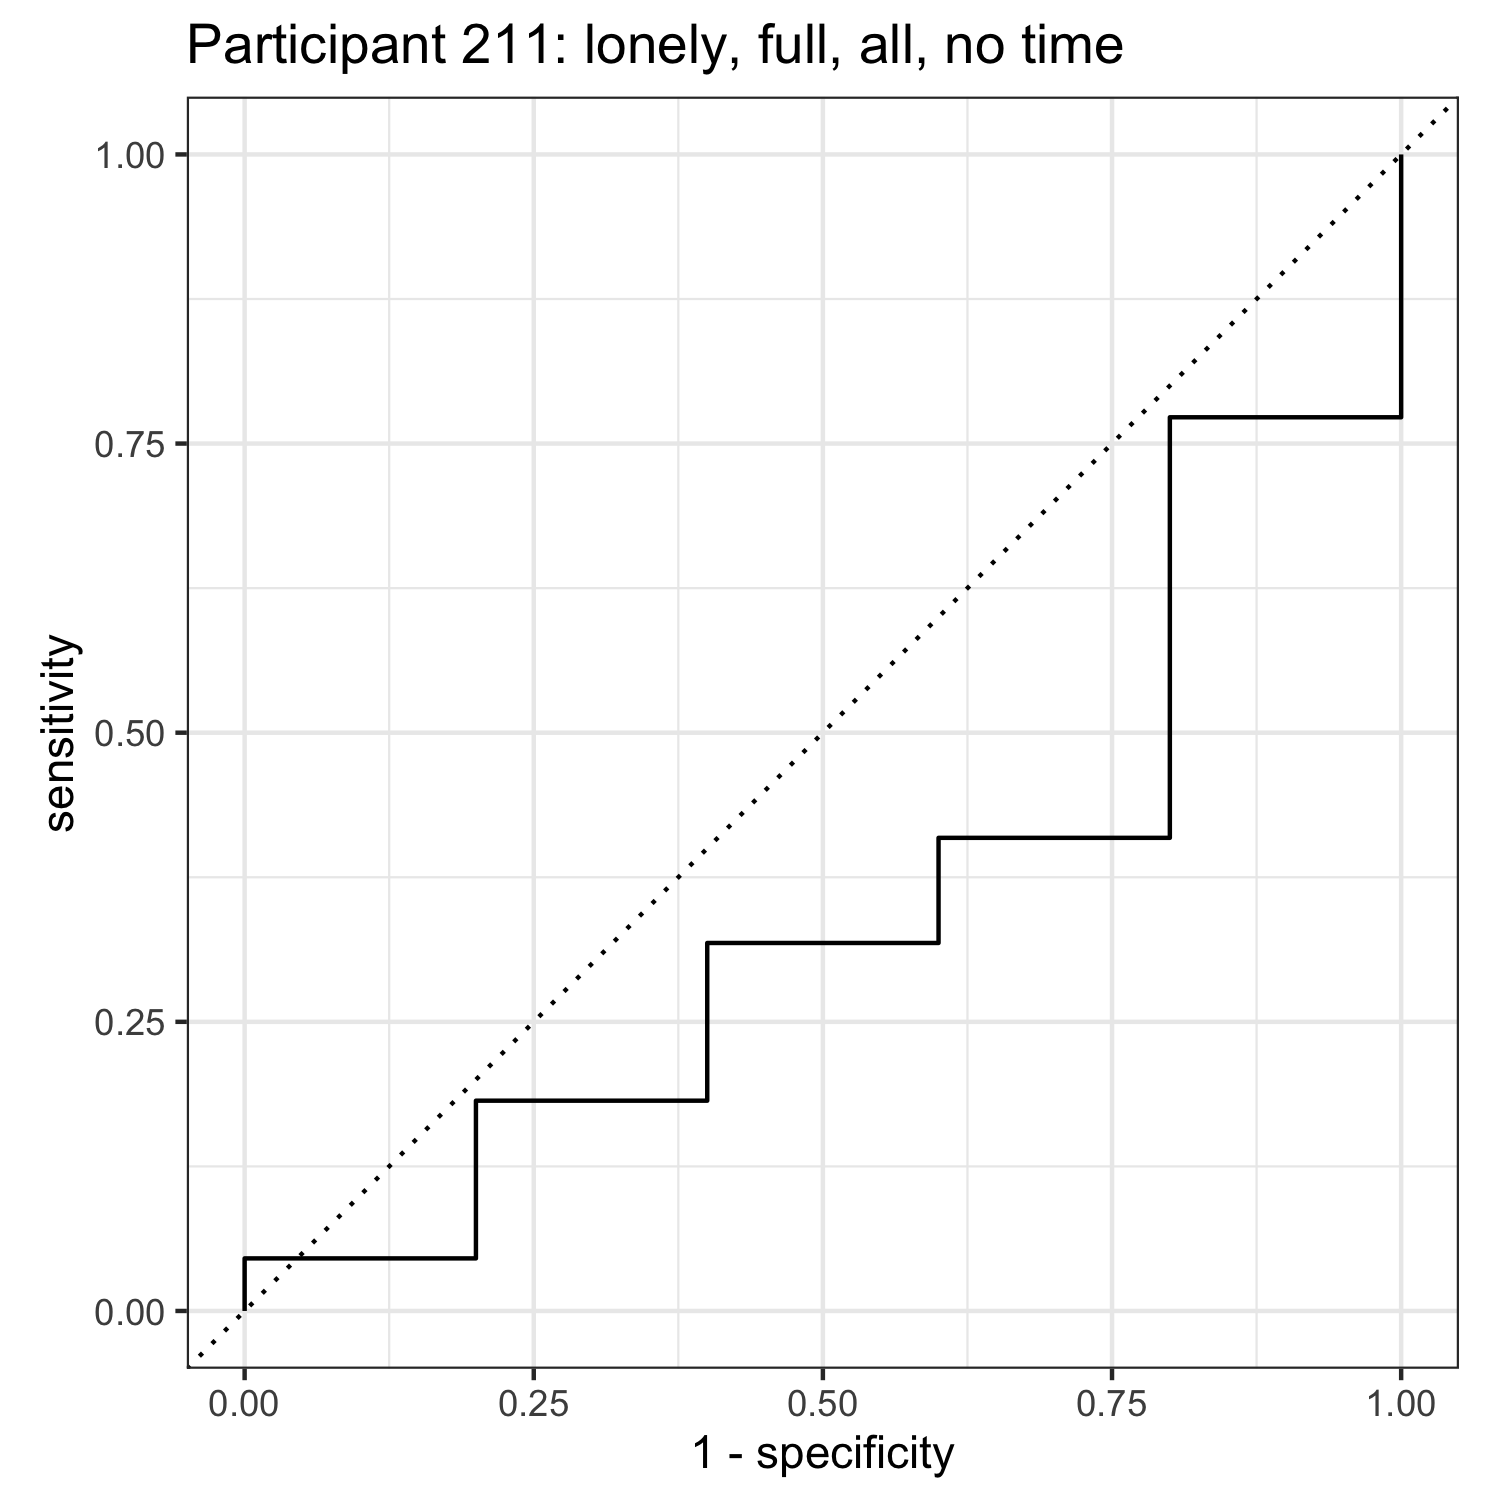 Participant 211: lonely, full, all, no time
1.00
0.75
0.50
0.25
0.00
sensitivity
0.00 0.25 0.50 0.75 1.00
1 - specificity